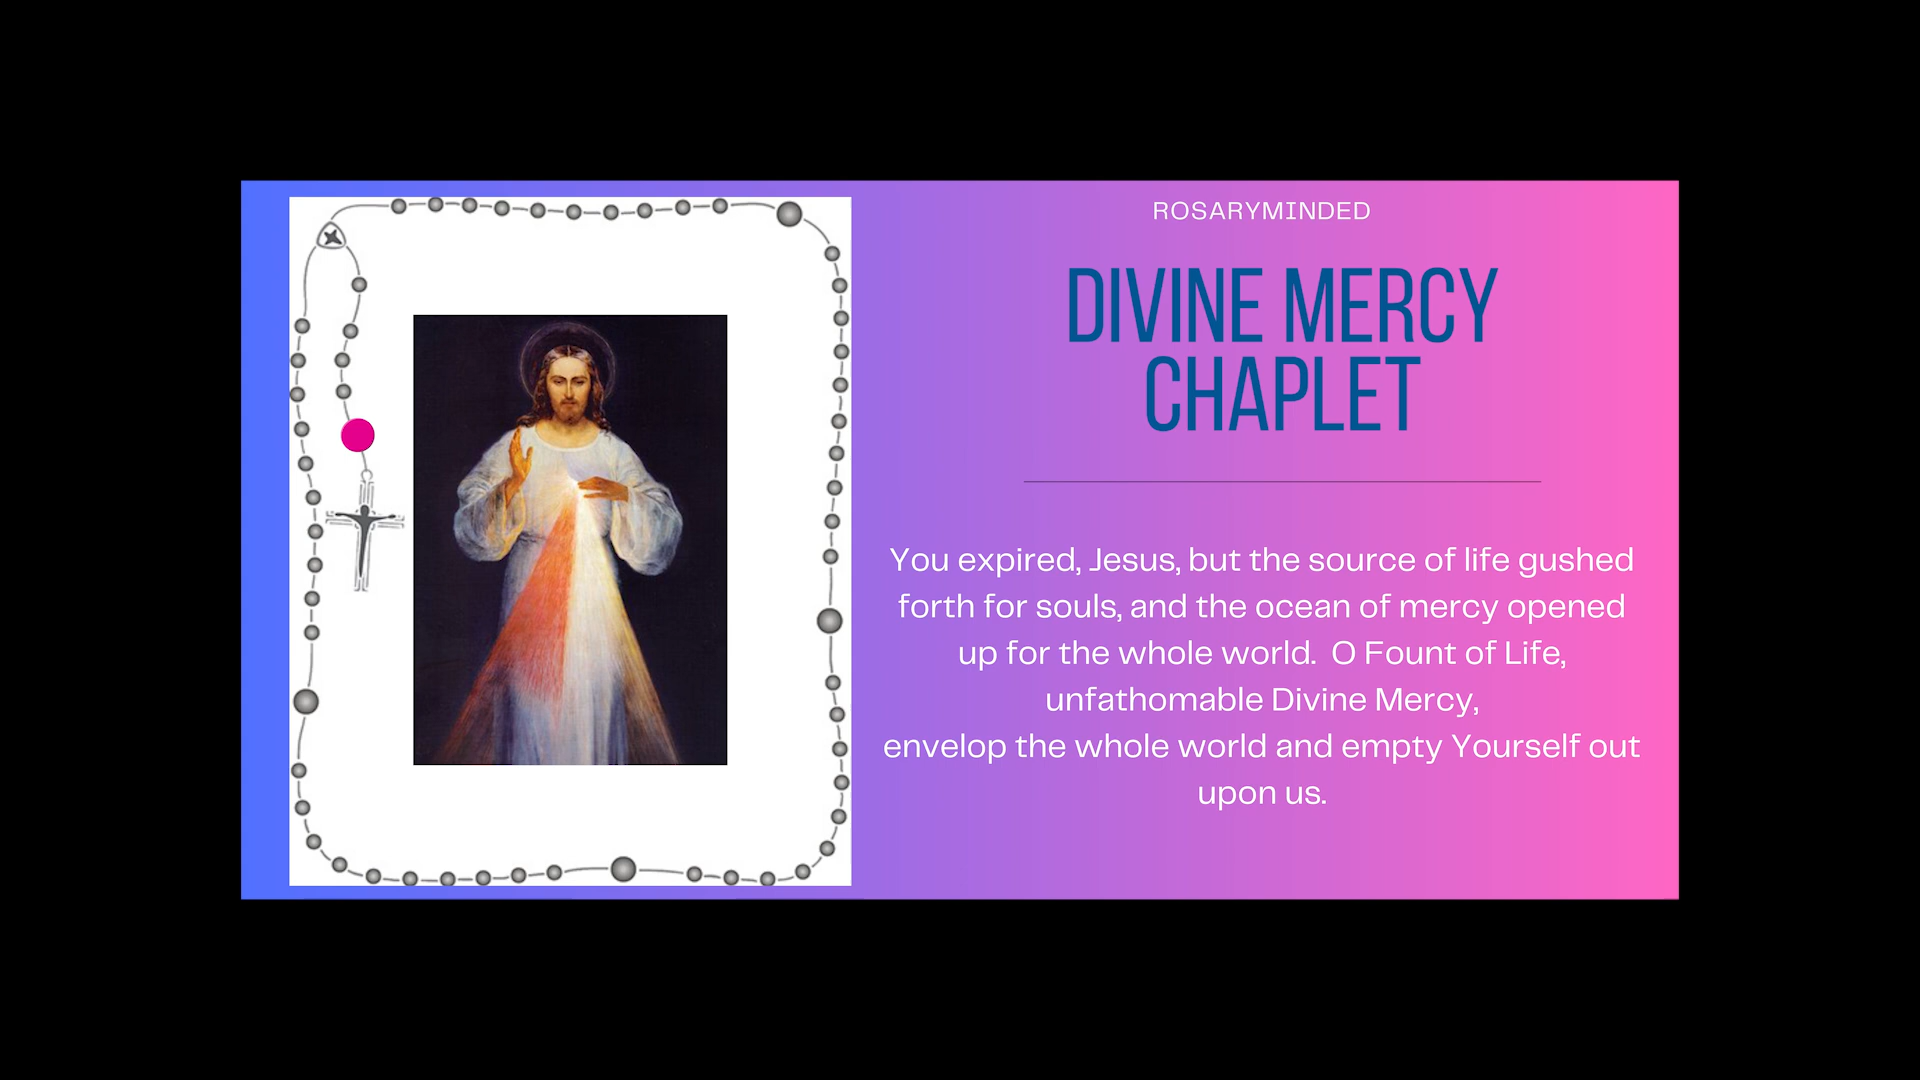 ROSARYMINDED
DIVINE MERCY
CHAPLET
You expired, Jesus, but the source of life gushed
forth for souls, and the ocean of mercy opened
up for the whole world.  O Fount of Life,
unfathomable Divine Mercy,
envelop the whole world and empty Yourself out
upon us.